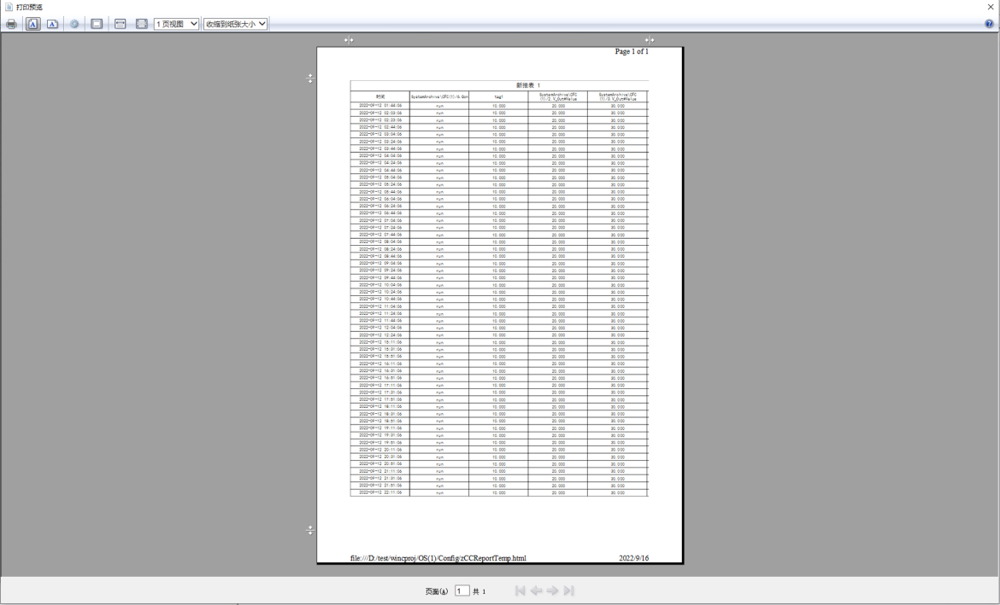 打印预览
1 页视图 收缩到纸张大小
Page 1 of 1
新报表 1
时间 SystemArchive\CFC(1)/6.Qon tag1 SystemArchive\CFC (1)/2.V_Out#Value SystemArchive\CFC (1)/3.V_Out#Value
2022-09-12 01:44:06 run 10.000 20.000 30.000
2022-09-12 02:03:06 run 10.000 20.000 30.000
2022-09-12 02:23:06 run 10.000 20.000 30.000
2022-09-12 02:44:06 run 10.000 20.000 30.000
2022-09-12 03:04:06 run 10.000 20.000 30.000
2022-09-12 03:24:06 run 10.000 20.000 30.000
2022-09-12 03:44:06 run 10.000 20.000 30.000
2022-09-12 04:04:06 run 10.000 20.000 30.000
2022-09-12 04:24:06 run 10.000 20.000 30.000
2022-09-12 04:44:06 run 10.000 20.000 30.000
2022-09-12 05:04:06 run 10.000 20.000 30.000
2022-09-12 05:24:06 run 10.000 20.000 30.000
2022-09-12 05:44:06 run 10.000 20.000 30.000
2022-09-12 06:04:06 run 10.000 20.000 30.000
2022-09-12 06:24:06 run 10.000 20.000 30.000
2022-09-12 06:44:06 run 10.000 20.000 30.000
2022-09-12 07:04:06 run 10.000 20.000 30.000
2022-09-12 07:24:06 run 10.000 20.000 30.000
2022-09-12 07:44:06 run 10.000 20.000 30.000
2022-09-12 08:04:06 run 10.000 20.000 30.000
2022-09-12 08:24:06 run 10.000 20.000 30.000
2022-09-12 08:44:06 run 10.000 20.000 30.000
2022-09-12 09:04:06 run 10.000 20.000 30.000
2022-09-12 09:24:06 run 10.000 20.000 30.000
2022-09-12 09:44:06 run 10.000 20.000 30.000
2022-09-12 10:04:06 run 10.000 20.000 30.000
2022-09-12 10:24:06 run 10.000 20.000 30.000
2022-09-12 10:44:06 run 10.000 20.000 30.000
2022-09-12 11:04:06 run 10.000 20.000 30.000
2022-09-12 11:24:06 run 10.000 20.000 30.000
2022-09-12 11:44:06 run 10.000 20.000 30.000
2022-09-12 12:04:06 run 10.000 20.000 30.000
2022-09-12 12:24:06 run 10.000 20.000 30.000
2022-09-12 15:11:06 run 10.000 20.000 30.000
2022-09-12 15:31:06 run 10.000 20.000 30.000
2022-09-12 15:51:06 run 10.000 20.000 30.000
2022-09-12 16:11:06 run 10.000 20.000 30.000
2022-09-12 16:31:06 run 10.000 20.000 30.000
2022-09-12 16:51:06 run 10.000 20.000 30.000
2022-09-12 17:11:06 run 10.000 20.000 30.000
2022-09-12 17:31:06 run 10.000 20.000 30.000
2022-09-12 17:51:06 run 10.000 20.000 30.000
2022-09-12 18:11:06 run 10.000 20.000 30.000
2022-09-12 18:31:06 run 10.000 20.000 30.000
2022-09-12 18:51:06 run 10.000 20.000 30.000
2022-09-12 19:11:06 run 10.000 20.000 30.000
2022-09-12 19:31:06 run 10.000 20.000 30.000
2022-09-12 19:51:06 run 10.000 20.000 30.000
2022-09-12 20:11:06 run 10.000 20.000 30.000
2022-09-12 20:31:06 run 10.000 20.000 30.000
2022-09-12 20:51:06 run 10.000 20.000 30.000
2022-09-12 21:11:06 run 10.000 20.000 30.000
2022-09-12 21:31:06 run 10.000 20.000 30.000
2022-09-12 21:51:06 run 10.000 20.000 30.000
2022-09-12 22:11:06 run 10.000 20.000 30.000
file:///D:/test/wincproj/OS(1)/Config/zCCReportTemp.html 2022/9/16
页面(A) 1 共 1